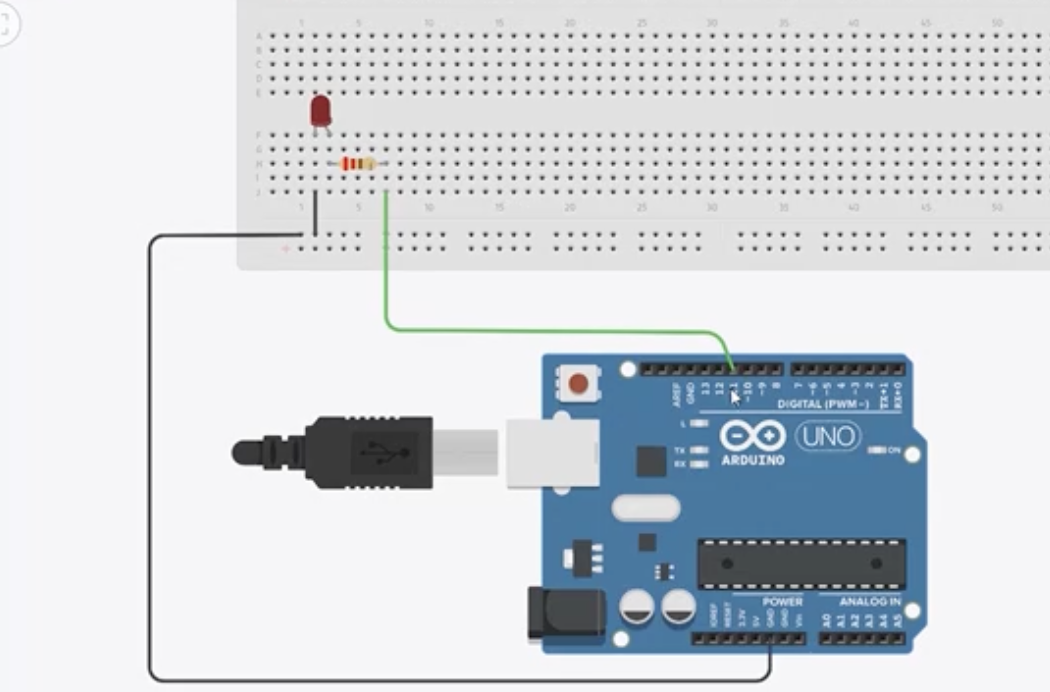 1 5 10 15 20 25 30 35 40 45 50
A
B
C
D
E
F
G
H
I
J
1 5 10 15 20 25 30 35 40 45 50
AREF
GND
13
12
~10
~9
8
7
~6
~5
4
~3
2
TX→1
RX←0
DIGITAL (PWM~)
L
TX
RX
UNO
ARDUINO
ON
POWER
ANALOG IN
IOREF
RESET
3.3V
5V
GND
GND
Vin
A0
A1
A2
A3
A4
A5